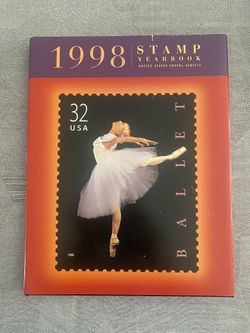 1998
STAMP
YEARBOOK
UNITED STATES POSTAL SERVICE
32
USA
BALLET
1998